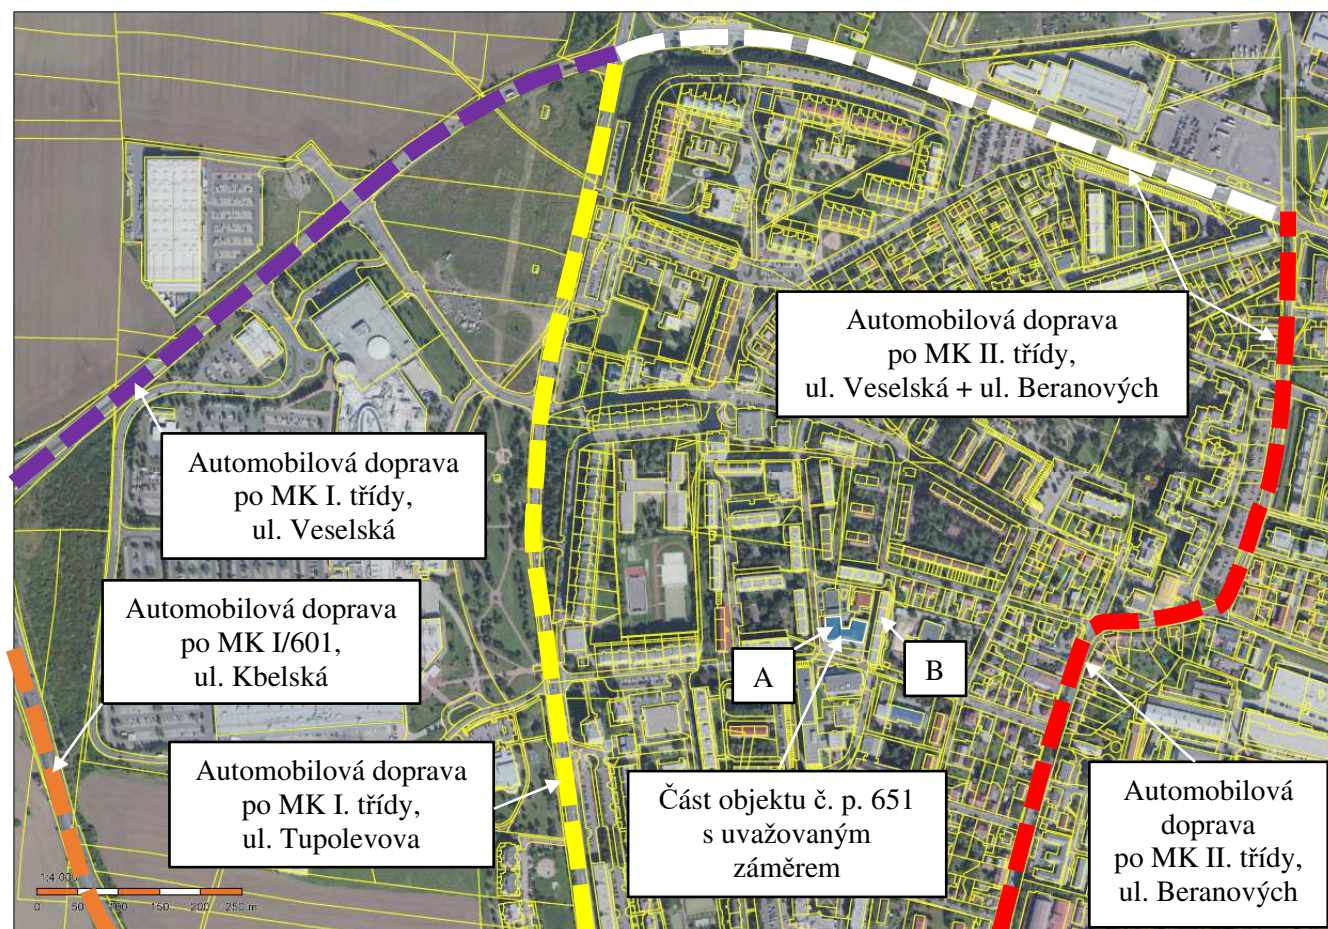 Automobilová doprava
po MK II. třídy,
ul. Veselská + ul. Beranových
Automobilová doprava
po MK I. třídy,
ul. Veselská
Automobilová doprava
po MK I/601,
ul. Kbelská
A
B
Automobilová doprava
po MK I. třídy,
ul. Tupolevova
Část objektu č. p. 651
s uvažovaným
záměrem
Automobilová
doprava
po MK II. třídy,
ul. Beranových
1:4 000
0 50 100 150 200 250 m